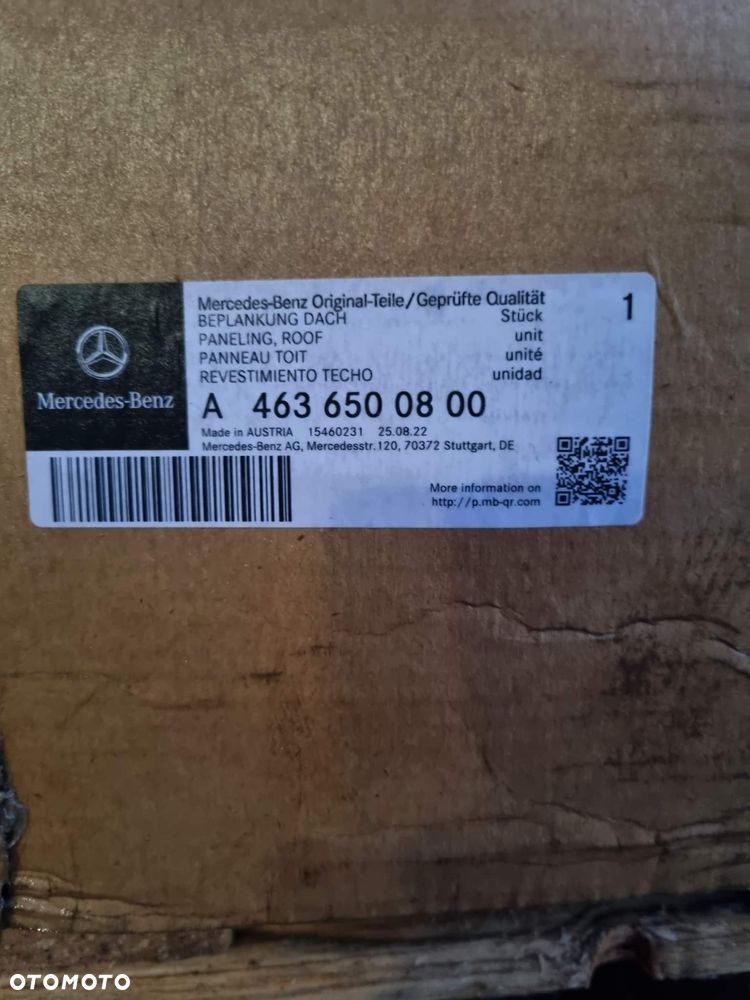 Mercedes-Benz
Mercedes-Benz Original-Teile/Geprüfte Qualität
BEPLANKUNG DACH Stück 1
PANELING, ROOF unit
PANNEAU TOIT unité
REVESTIMIENTO TECHO unidad
A 463 650 08 00
Made in AUSTRIA 15460231 25.08.22
Mercedes-Benz AG, Mercedesstr.120, 70372 Stuttgart, DE
More information on
http://p.mb-qr.com
OTOMOTO